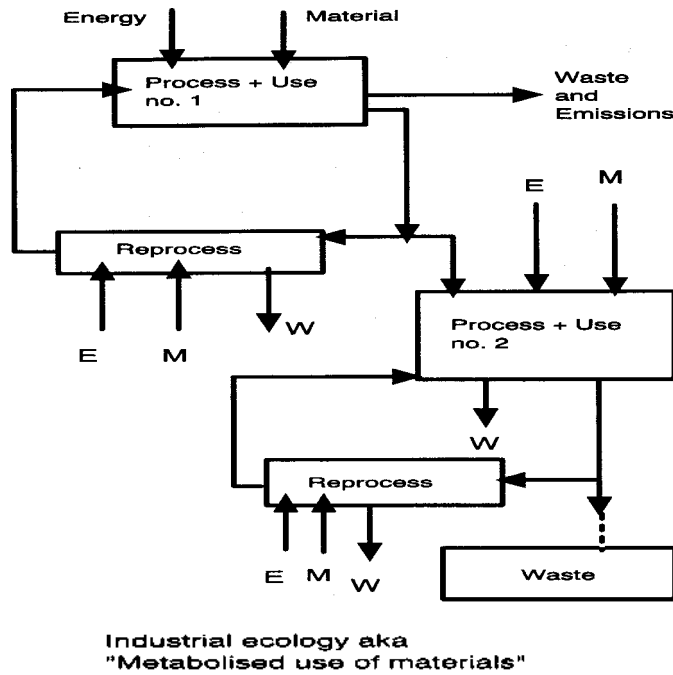 Energy
Material
Process + Use
no. 1
Waste
and
Emissions
E
M
Reprocess
E
M
W
Process + Use
no. 2
W
Reprocess
E
M
W
Waste
Industrial ecology aka
"Metabolised use of materials"